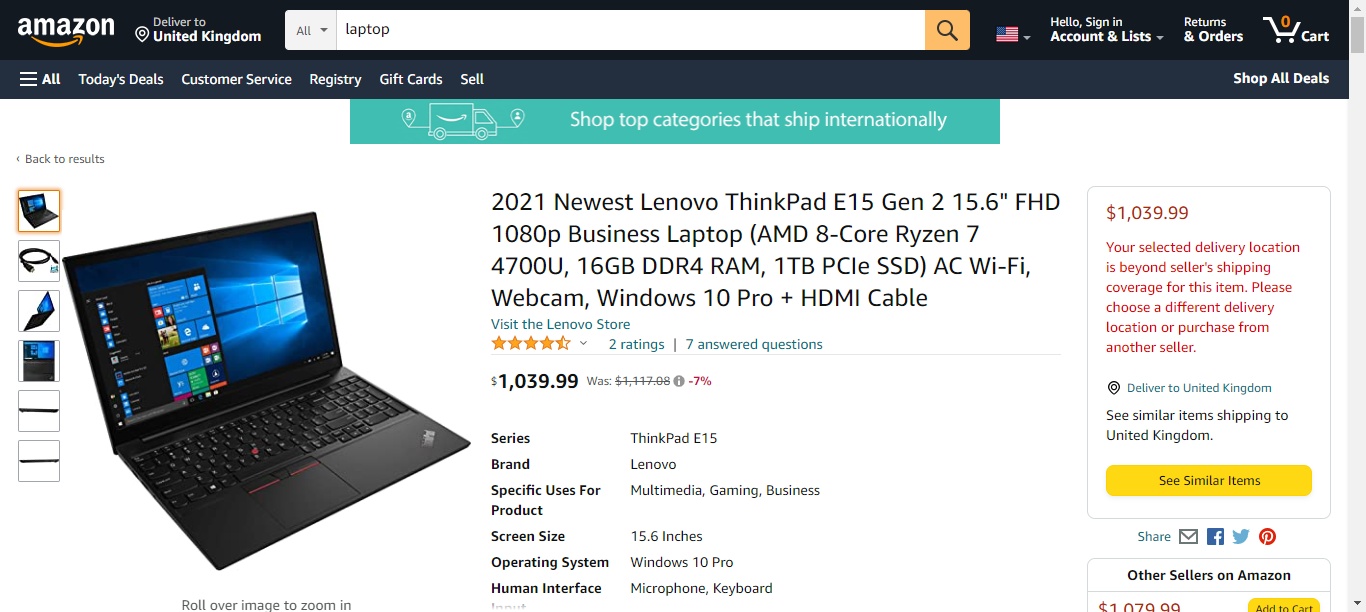 amazon
Deliver to
United Kingdom
All
laptop
Hello, Sign in
Account & Lists
Returns
& Orders
0
Cart
All
Today's Deals
Customer Service
Registry
Gift Cards
Sell
Shop All Deals
Shop top categories that ship internationally
‹ Back to results
2021 Newest Lenovo ThinkPad E15 Gen 2 15.6" FHD
1080p Business Laptop (AMD 8-Core Ryzen 7
4700U, 16GB DDR4 RAM, 1TB PCIe SSD) AC Wi-Fi,
Webcam, Windows 10 Pro + HDMI Cable
Visit the Lenovo Store
2 ratings | 7 answered questions
$1,039.99 Was: $1,117.08 -7%
Series ThinkPad E15
Brand Lenovo
Specific Uses For Multimedia, Gaming, Business
Product
Screen Size 15.6 Inches
Operating System Windows 10 Pro
Human Interface Microphone, Keyboard
Input
Roll over image to zoom in
$1,039.99
Your selected delivery location
is beyond seller's shipping
coverage for this item. Please
choose a different delivery
location or purchase from
another seller.
Deliver to United Kingdom
See similar items shipping to
United Kingdom.
See Similar Items
Share
Other Sellers on Amazon
$1,079.99
Add to Cart